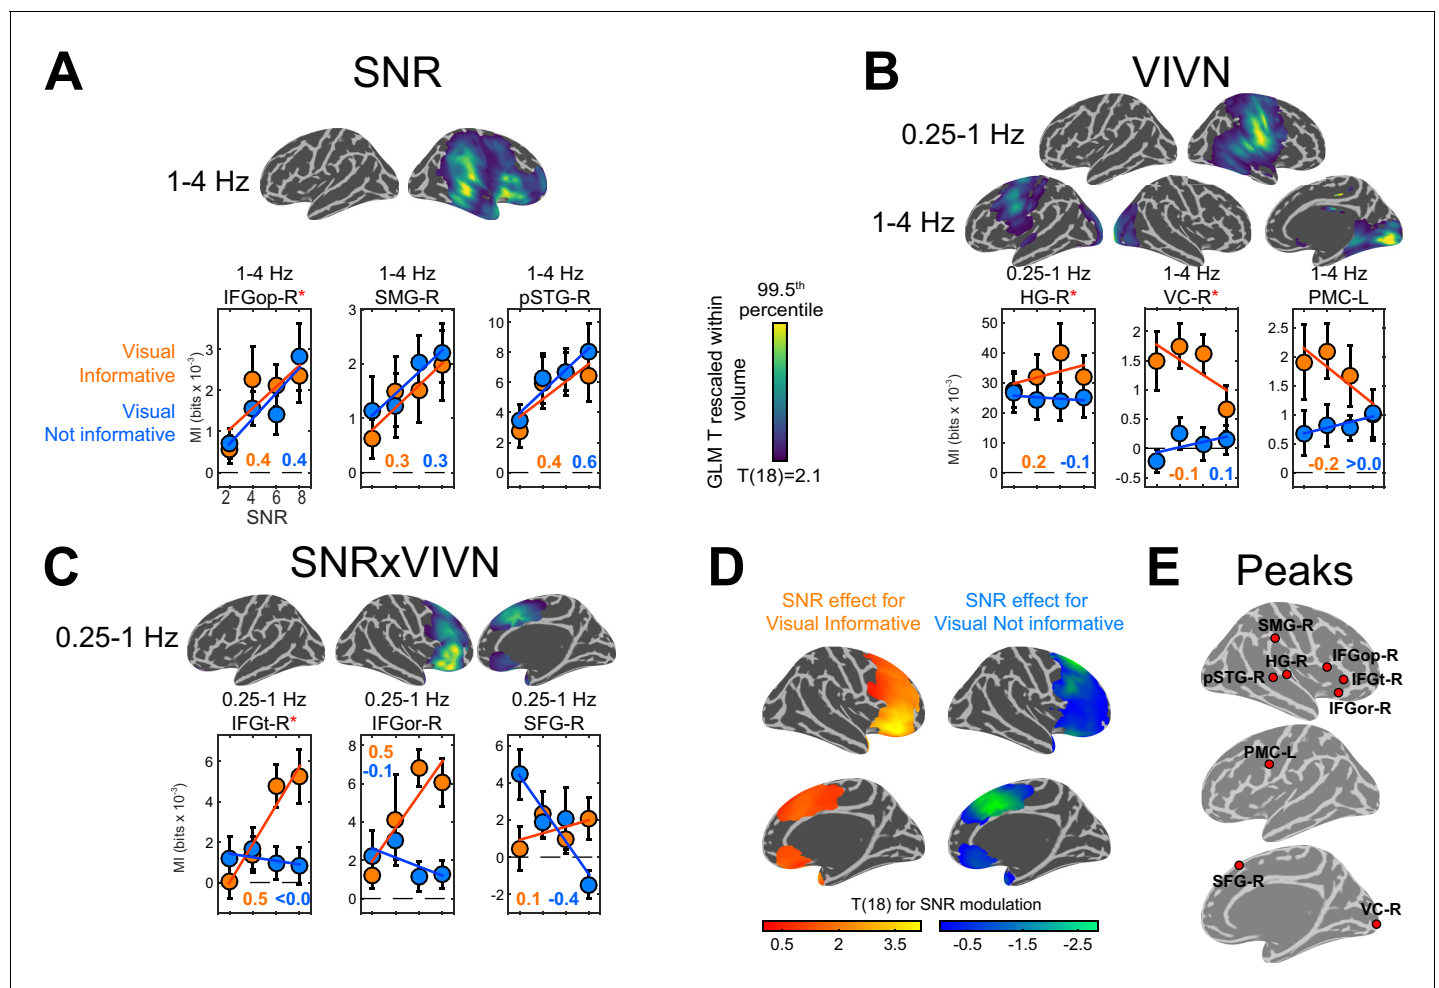 A
SNR
1-4 Hz
1-4 Hz
IFGop-R*
1-4 Hz
SMG-R
1-4 Hz
pSTG-R
Visual
Informative
Visual
Not informative
MI (bits x 10-3)
3
2
1
0
0.4 0.4
2 4 6 8
SNR
3
2
1
0
0.3 0.3
10
8
6
4
2
0
0.4 0.6
99.5th
percentile
GLM T rescaled within
volume
T(18)=2.1
B
VIVN
0.25-1 Hz
1-4 Hz
0.25-1 Hz
HG-R*
1-4 Hz
VC-R*
1-4 Hz
PMC-L
MI (bits x 10-3)
50
40
30
20
10
0
0.2 -0.1
2
1.5
1
0.5
0
-0.5
-0.1 0.1
2.5
2
1.5
1
0.5
0
-0.2 >0.0
C
SNRxVIVN
0.25-1 Hz
0.25-1 Hz
IFGt-R*
0.25-1 Hz
IFGor-R
0.25-1 Hz
SFG-R
MI (bits x 10-3)
6
4
2
0
0.5 <0.0
8
6
4
2
0
0.5
-0.1
6
4
2
0
-2
0.1 -0.4
D
SNR effect for
Visual Informative
SNR effect for
Visual Not informative
T(18) for SNR modulation
0.5 2 3.5
-0.5 -1.5 -2.5
E
Peaks
SMG-R
HG-R
IFGop-R
pSTG-R
IFGt-R
IFGor-R
PMC-L
SFG-R
VC-R